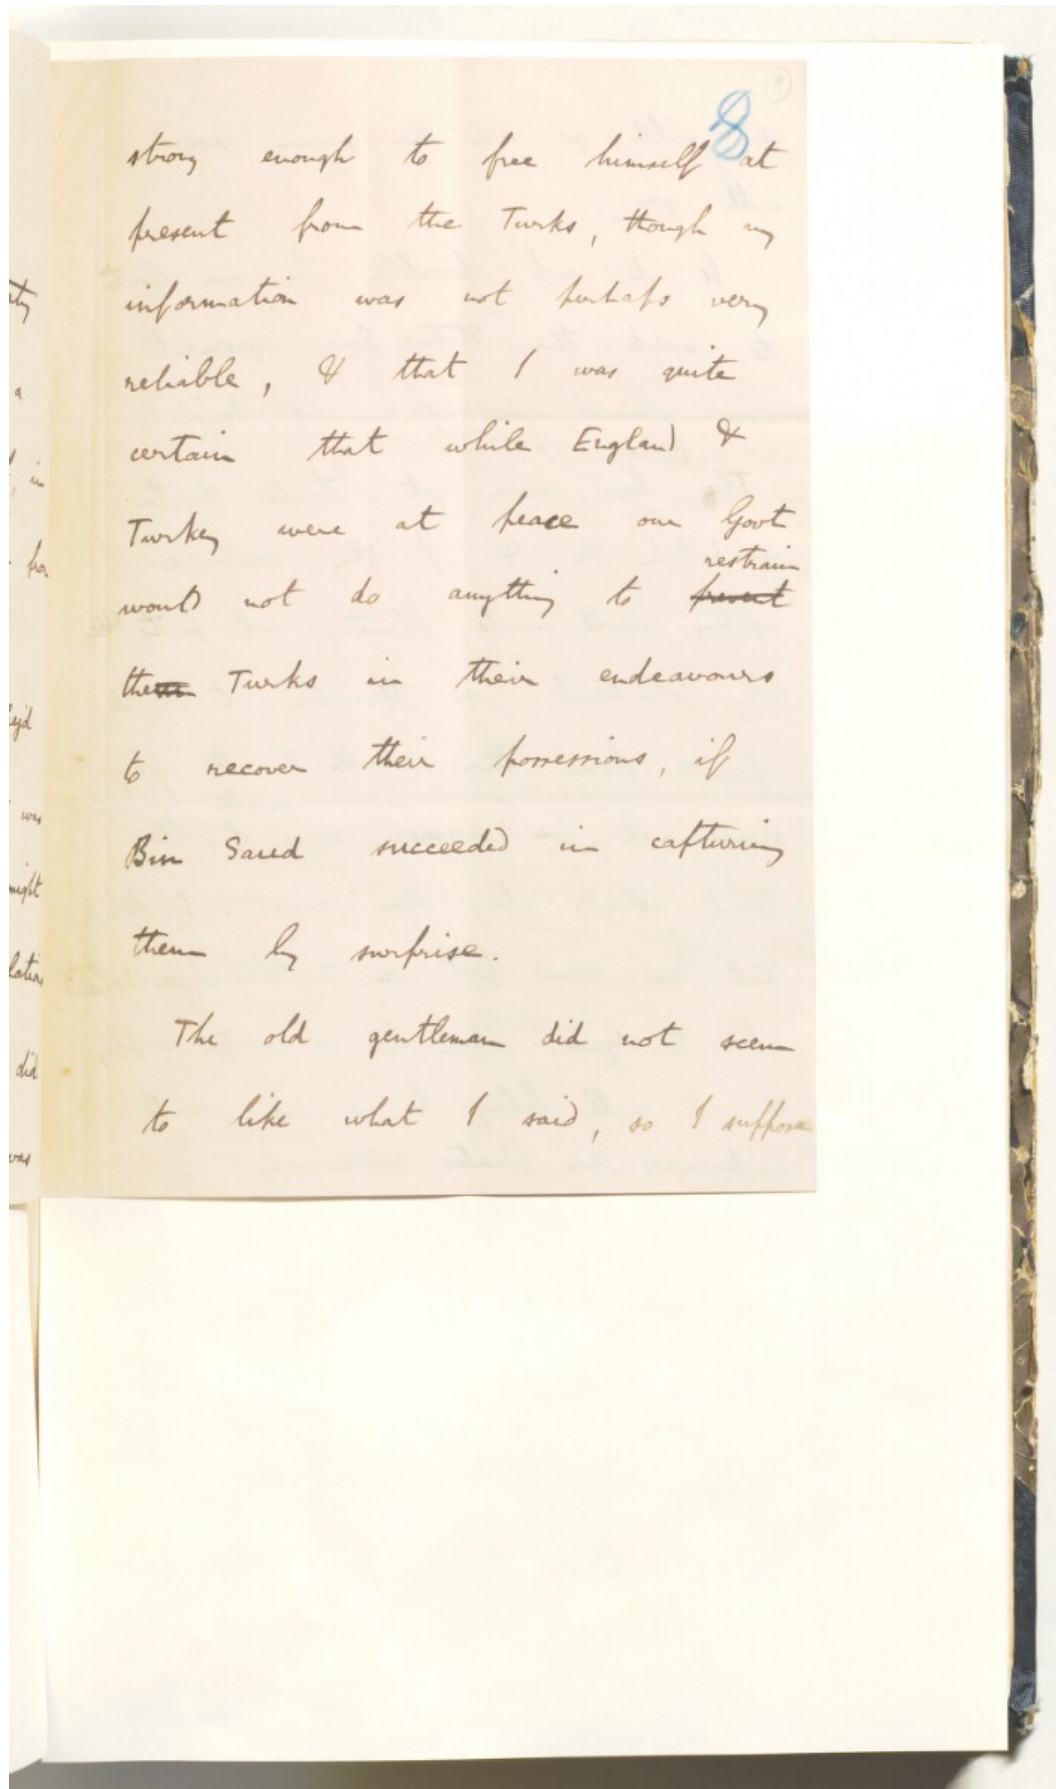 8
strong enough to free himself at
present from the Turks, though my
information was not perhaps very
reliable, & that I was quite
certain that while England &
Turkey were at peace our Govt
restrain
would not do anything to prevent
them Turks in their endeavours
to recover their possessions, if
Bin Saud succeeded in capturing
them by surprise.
The old gentleman did not seem
to like what I said, so I suppose